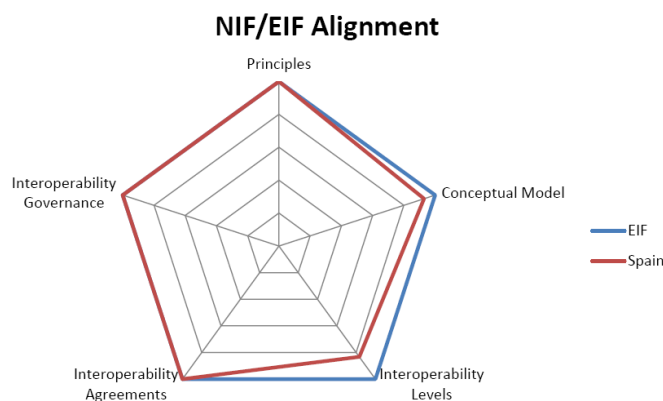 NIF/EIF Alignment
Principles
Conceptual Model
Interoperability
Levels
Interoperability
Agreements
Interoperability
Governance
EIF
Spain